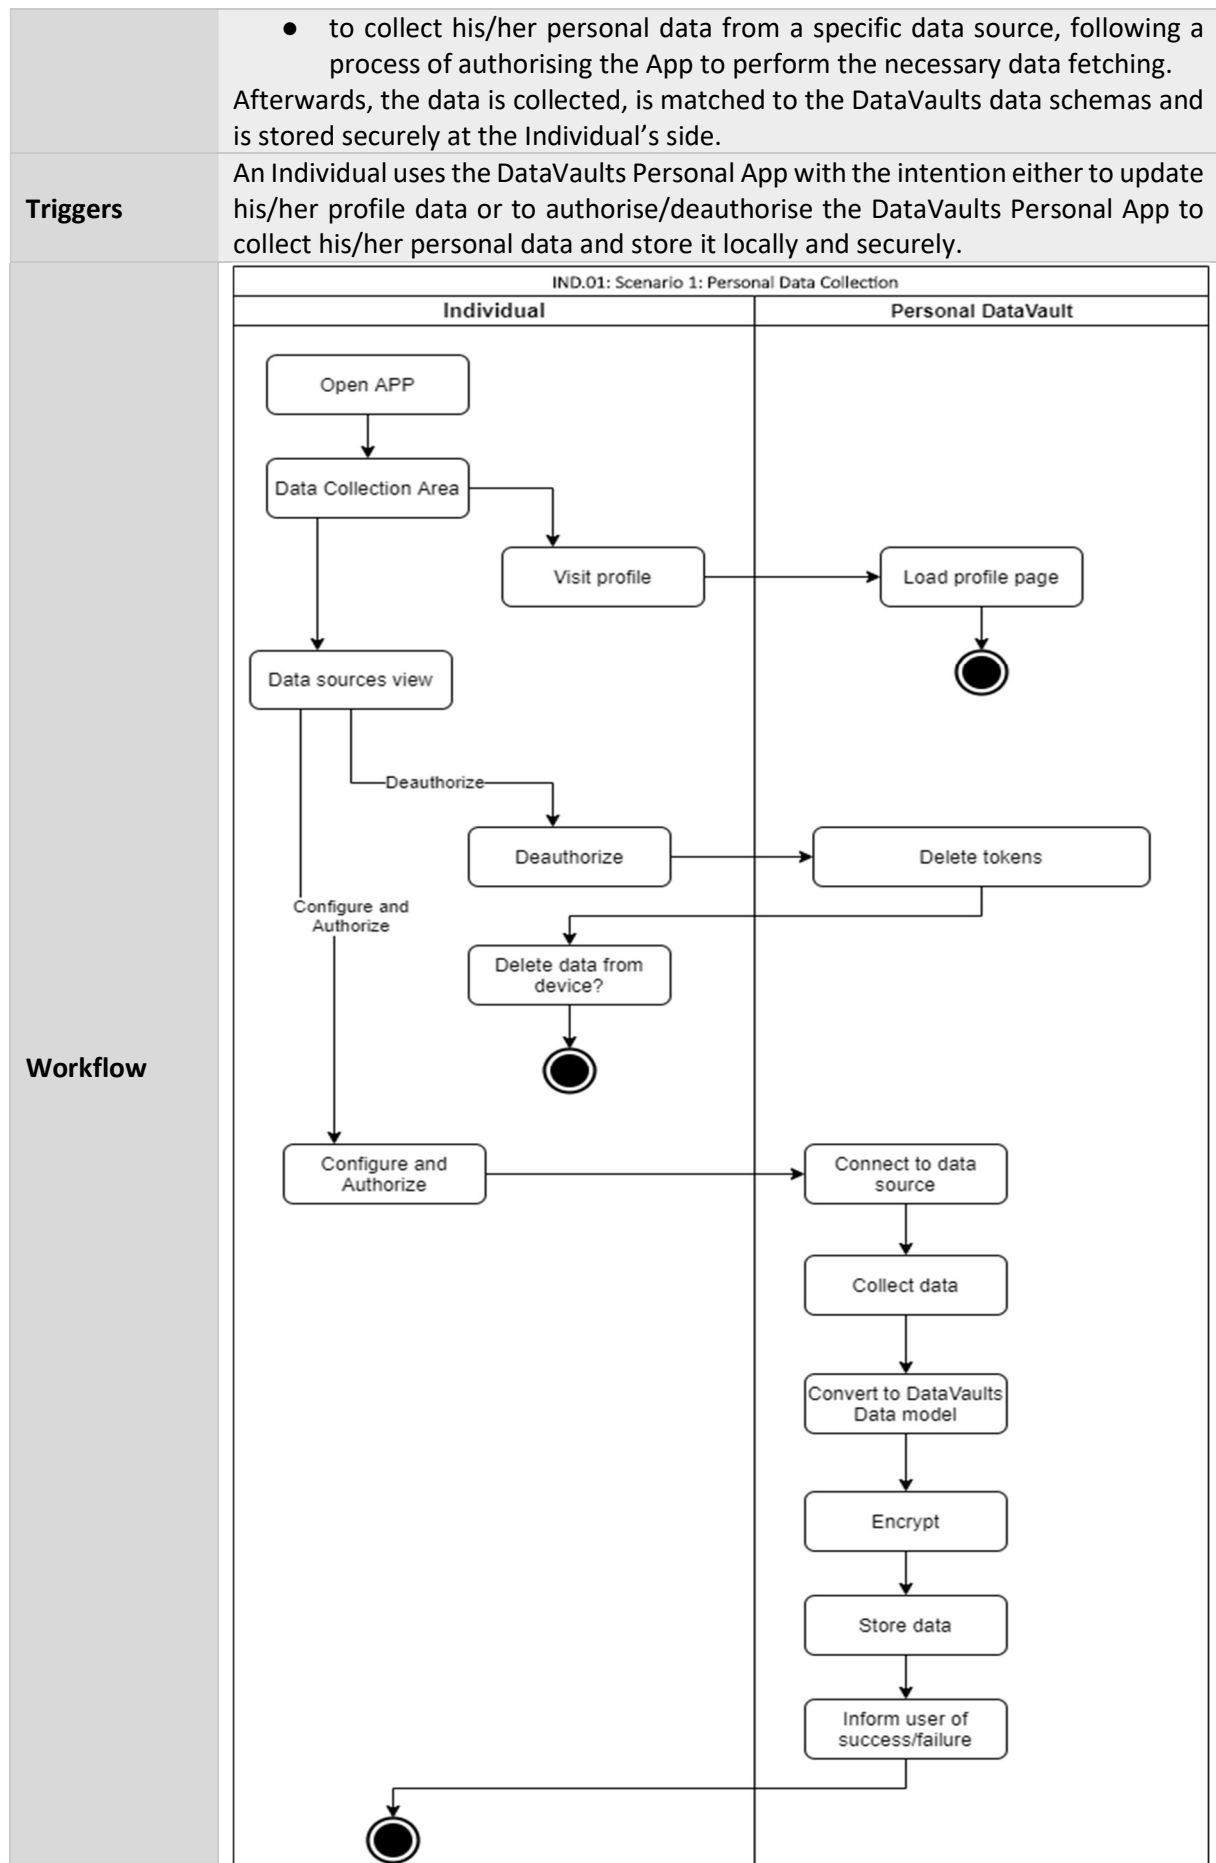 ● to collect his/her personal data from a specific data source, following a
process of authorising the App to perform the necessary data fetching.
Afterwards, the data is collected, is matched to the DataVaults data schemas and
is stored securely at the Individual’s side.
Triggers
An Individual uses the DataVaults Personal App with the intention either to update
his/her profile data or to authorise/deauthorise the DataVaults Personal App to
collect his/her personal data and store it locally and securely.
Workflow
IND.01: Scenario 1: Personal Data Collection
Individual
Personal DataVault
Open APP
Data Collection Area
Visit profile
Load profile page
Data sources view
Deauthorize
Deauthorize
Delete tokens
Configure and
Authorize
Delete data from
device?
Configure and
Authorize
Connect to data
source
Collect data
Convert to DataVaults
Data model
Encrypt
Store data
Inform user of
success/failure